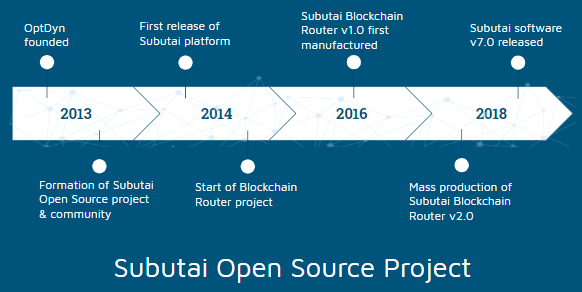 OptDyn
founded
First release of
Subutai platform
Subutai Blockchain
Router v1.0 first
manufactured
Subutai software
v7.0 released
2013
2014
2016
2018
Formation of Subutai
Open Source project
& community
Start of Blockchain
Router project
Mass production of
Subutai Blockchain
Router v2.0
Subutai Open Source Project